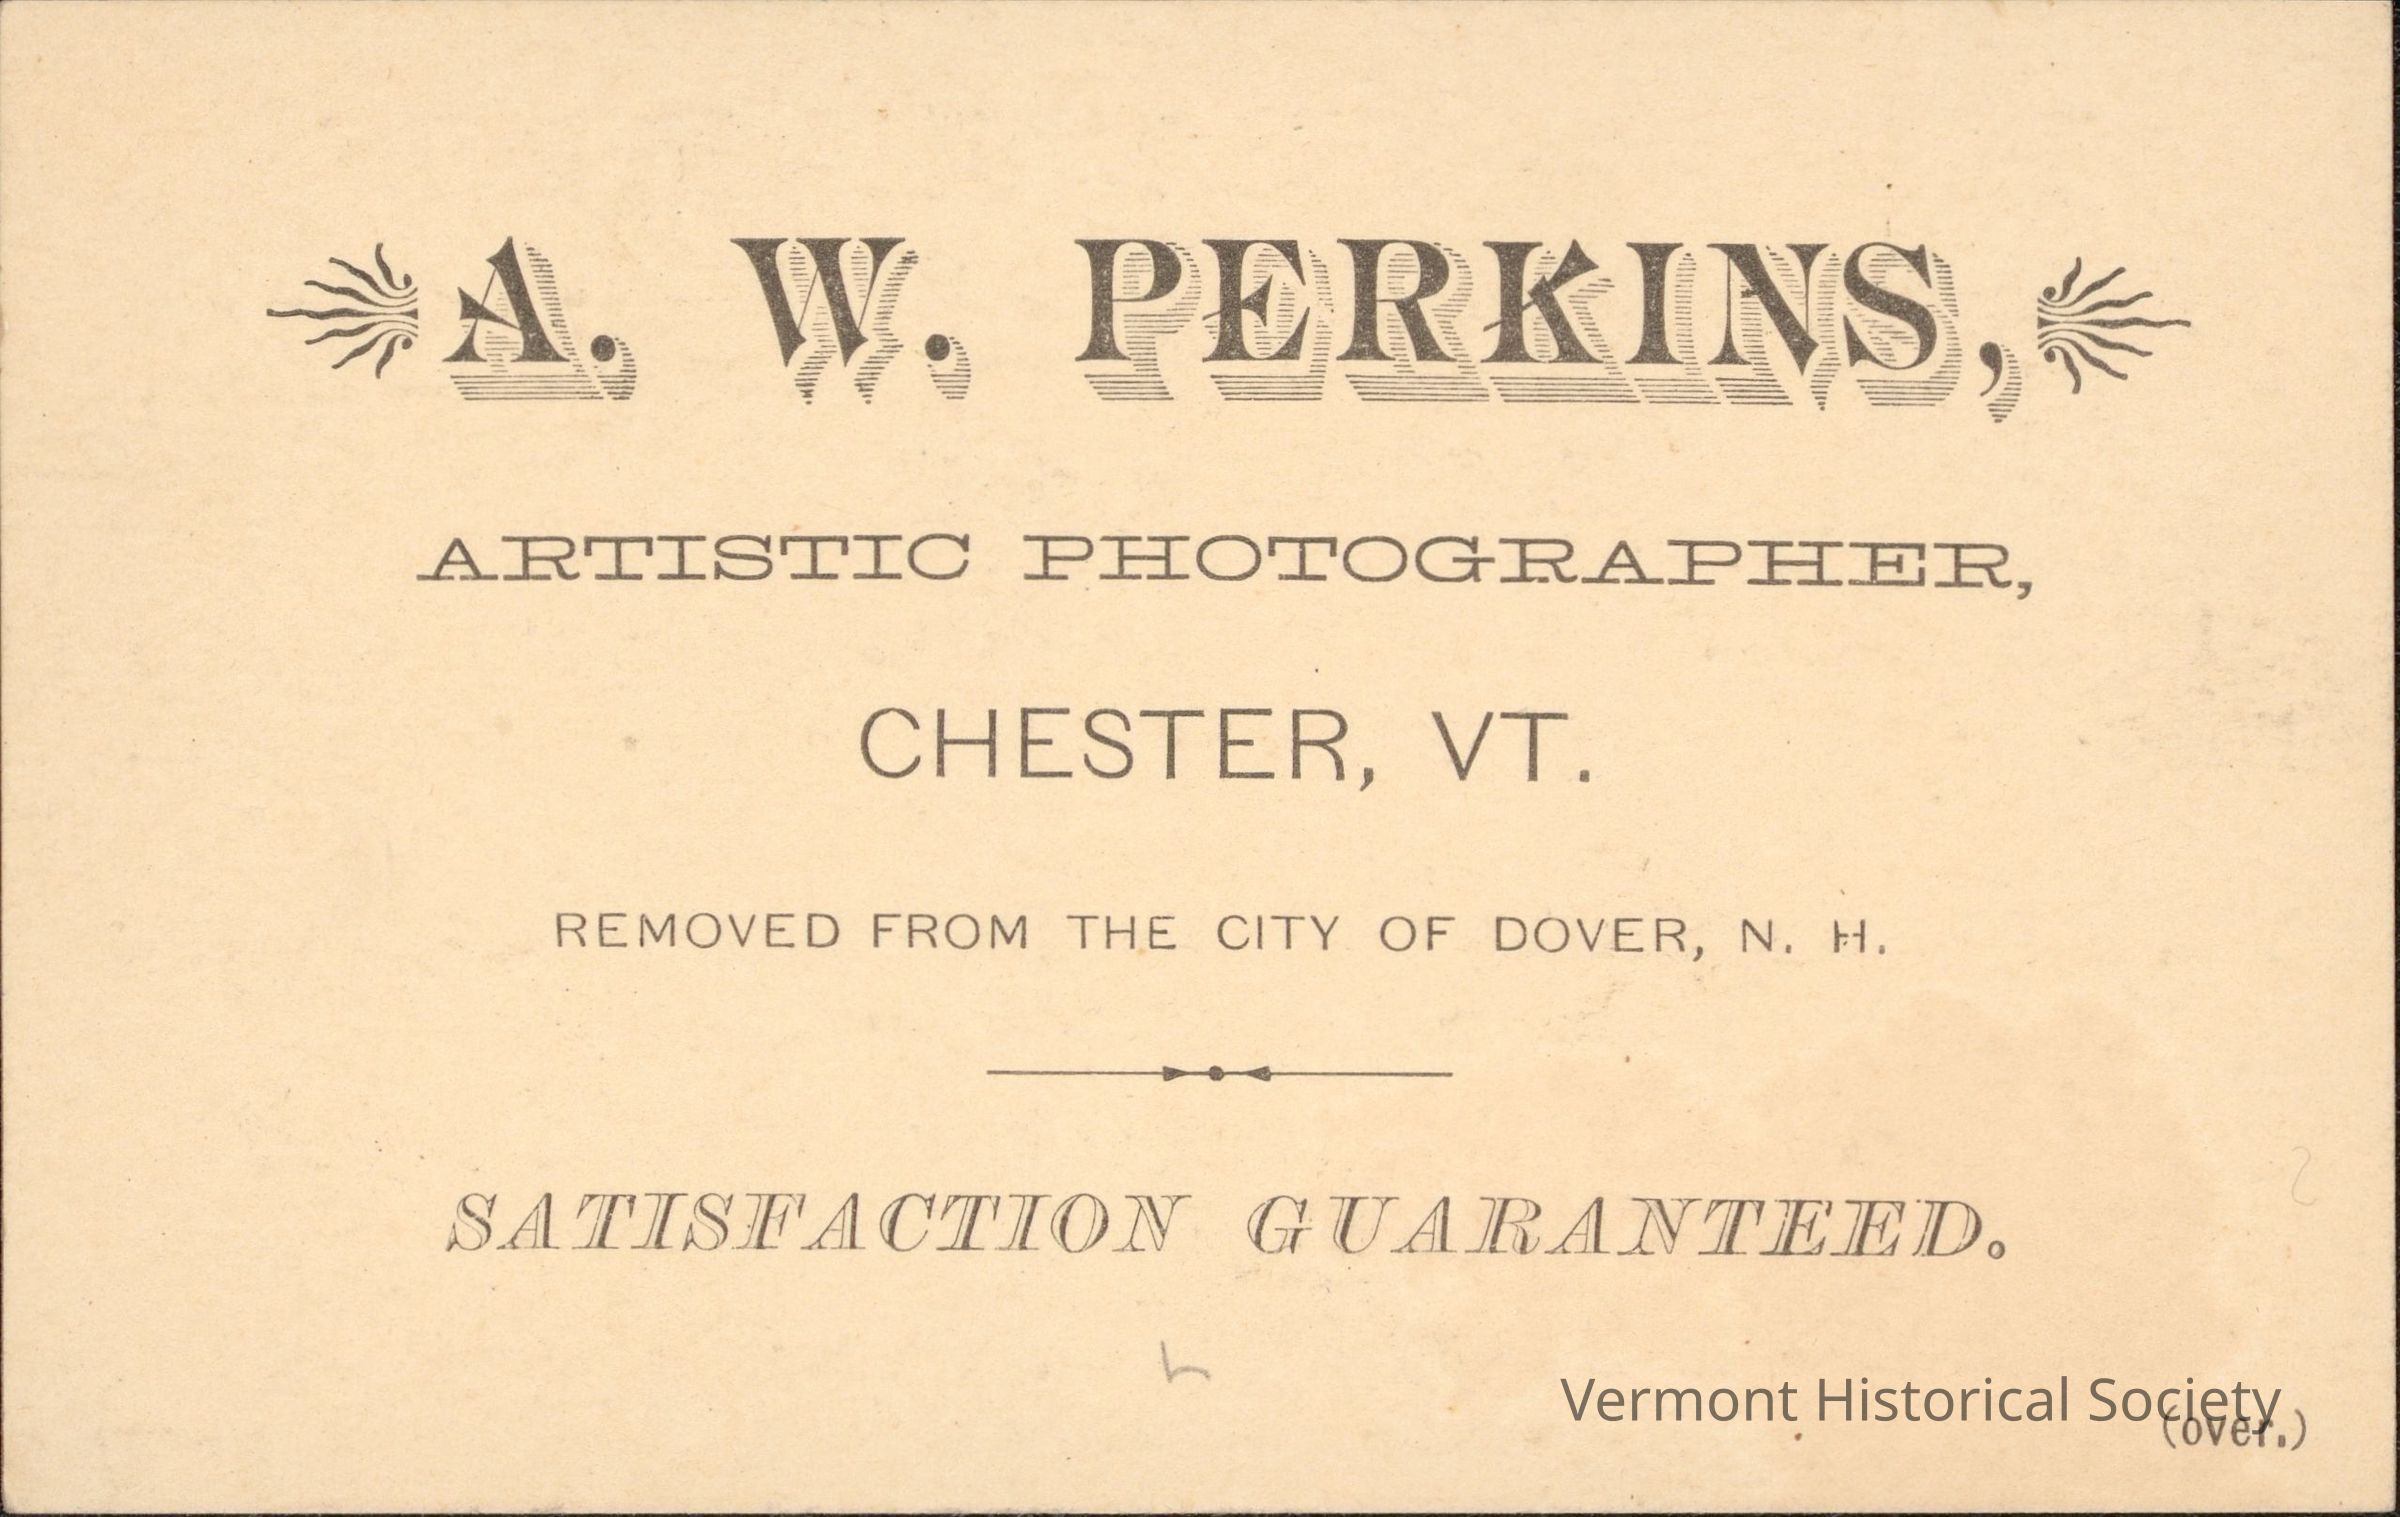 A. W. PERKINS,
ARTISTIC PHOTOGRAPHER,
CHESTER, VT.
REMOVED FROM THE CITY OF DOVER, N. H.
SATISFACTION GUARANTEED.
Vermont Historical Society
(over.)